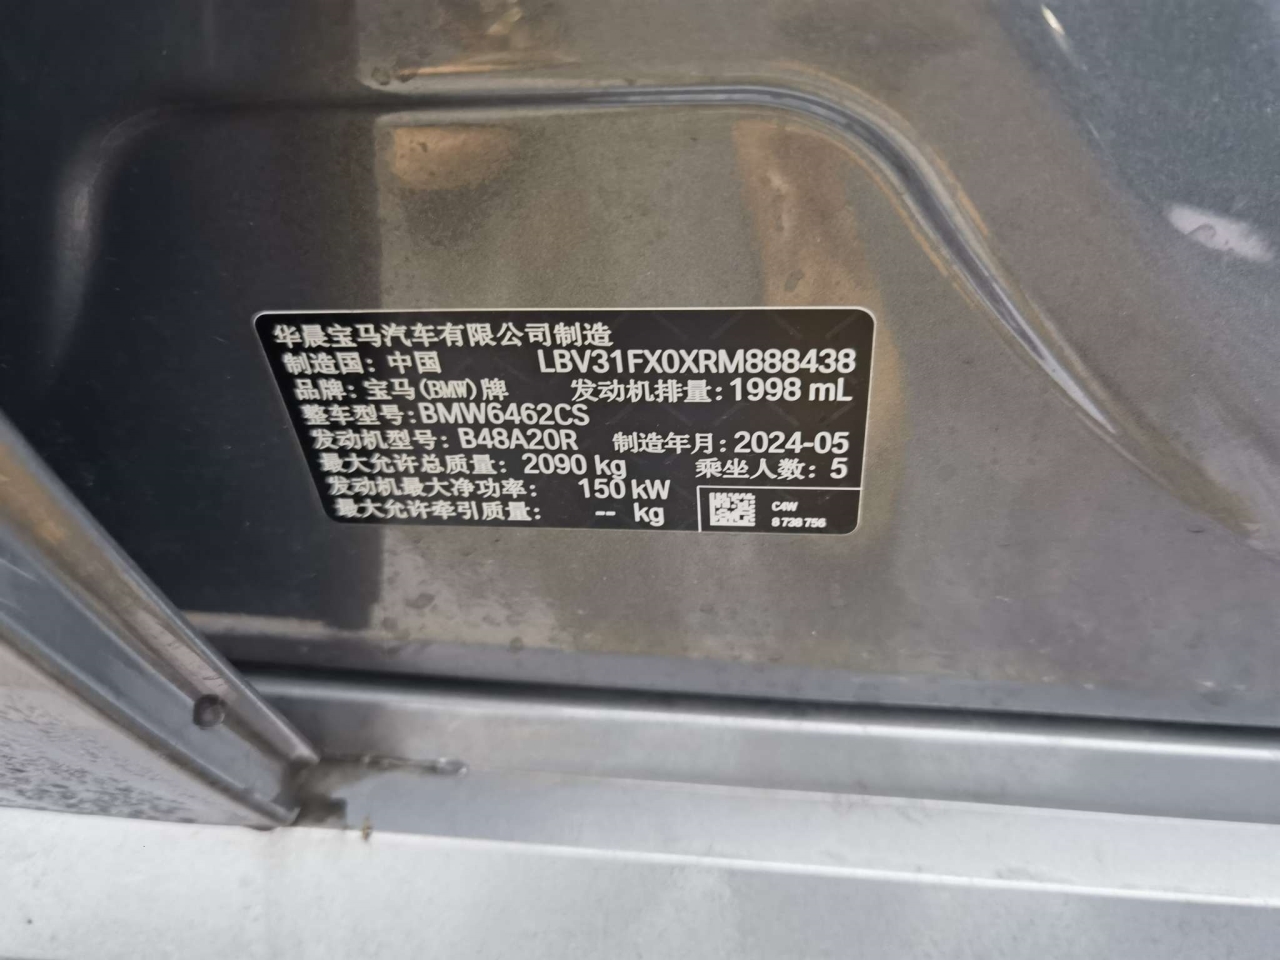 华晨宝马汽车有限公司制造
制造国：中国 LBV31FX0XRM888438
品牌：宝马(BMW)牌 发动机排量：1998 mL
整车型号：BMW6462CS
发动机型号：B48A20R 制造年月：2024-05
最大允许总质量：2090 kg 乘坐人数：5
发动机最大净功率：150 kW
最大允许牵引质量：-- kg
C4W
8 738 756